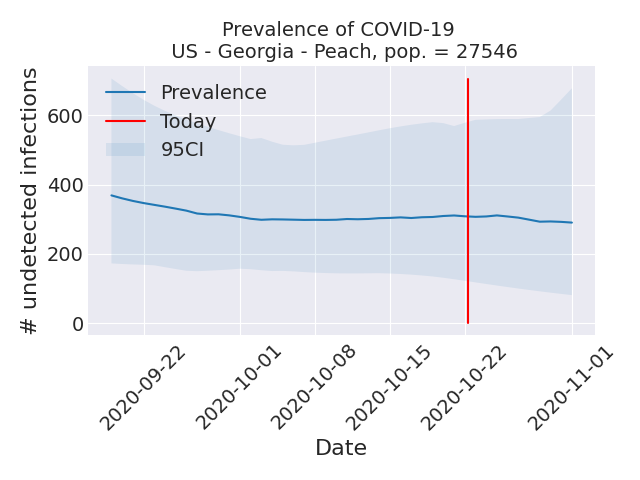 Prevalence of COVID-19
US - Georgia - Peach, pop. = 27546
# undetected infections
600
400
200
0
Prevalence
Today
95CI
2020-09-22
2020-10-01
2020-10-08
2020-10-15
2020-10-22
2020-11-01
Date